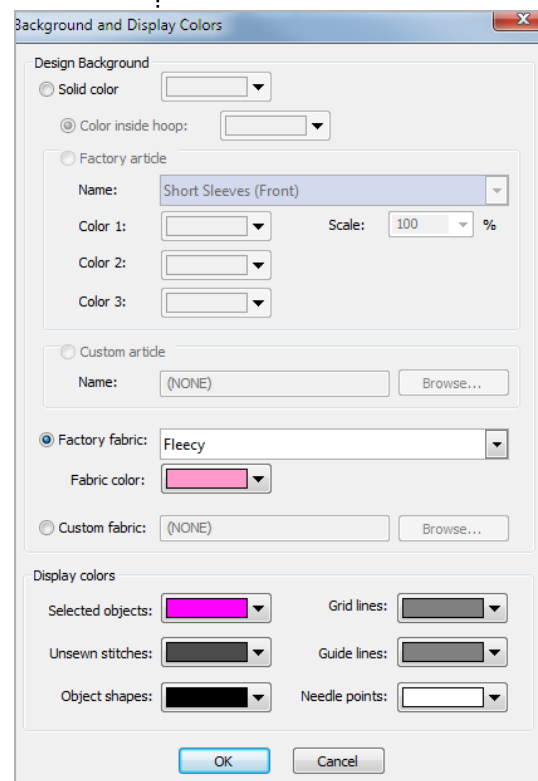 Background and Display Colors
Design Background
Solid color
Color inside hoop:
Factory article
Name: Short Sleeves (Front)
Color 1: Scale: 100 %
Color 2:
Color 3:
Custom article
Name: (NONE) Browse...
Factory fabric: Fleecy
Fabric color:
Custom fabric: (NONE) Browse...
Display colors
Selected objects: Grid lines:
Unsewn stitches: Guide lines:
Object shapes: Needle points:
OK Cancel